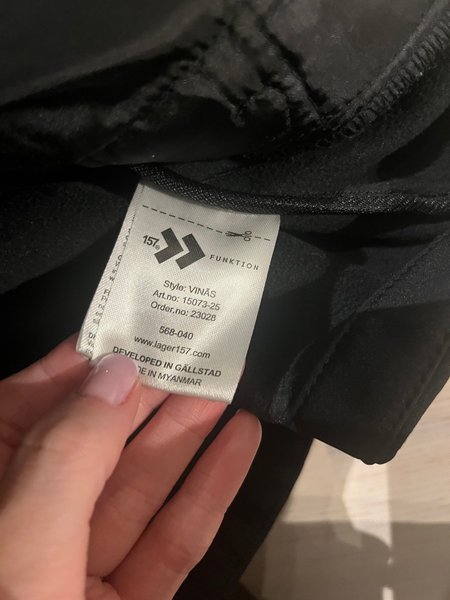 157
FUNKTION
Style: VINÄS
Art.no: 15073-25
Order.no: 23028
568-040
www.lager157.com
DEVELOPED IN GÄLLSTAD
DE IN MYANMAR